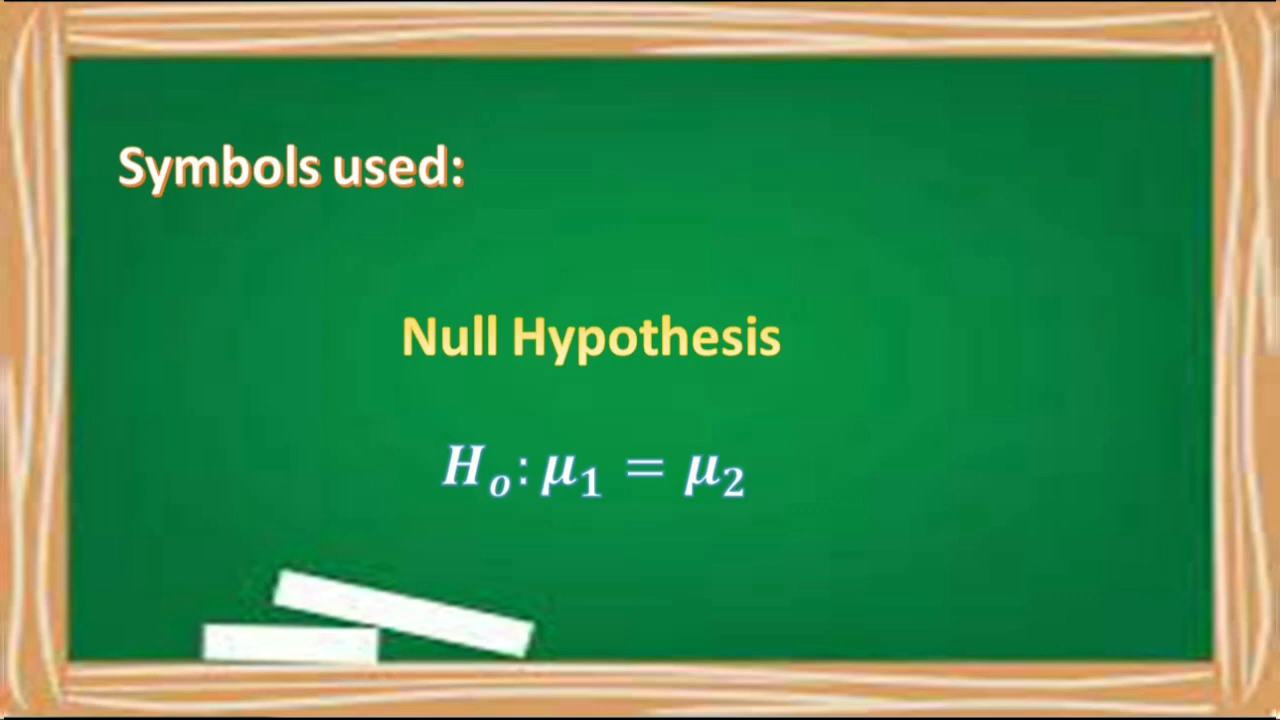 Symbols used:
Null Hypothesis
Hₒ: μ₁ = μ₂